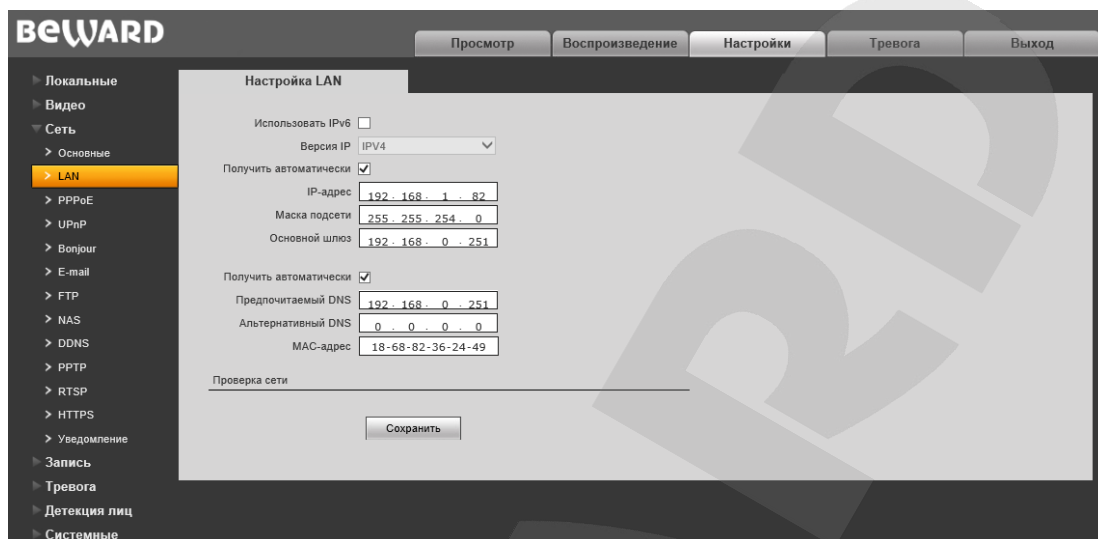 BEWARD
Просмотр Воспроизведение Настройки Тревога Выход
Локальные
Видео
Сеть
Основные
LAN
PPPoE
UPnP
Bonjour
E-mail
FTP
NAS
DDNS
PPTP
RTSP
HTTPS
Уведомление
Запись
Тревога
Детекция лиц
Системные
Настройка LAN
Использовать IPv6
Версия IP IPV4
Получить автоматически
IP-адрес 192 . 168 . 1 . 82
Маска подсети 255 . 255 . 254 . 0
Основной шлюз 192 . 168 . 0 . 251
Получить автоматически
Предпочитаемый DNS 192 . 168 . 0 . 251
Альтернативный DNS 0 . 0 . 0 . 0
MAC-адрес 18-68-82-36-24-49
Проверка сети
Сохранить